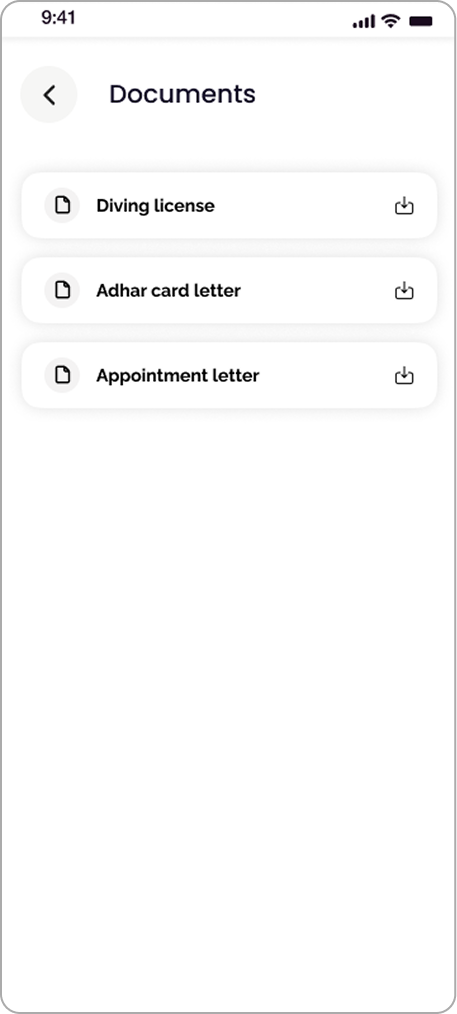 9:41
Documents
Diving license
Adhar card letter
Appointment letter